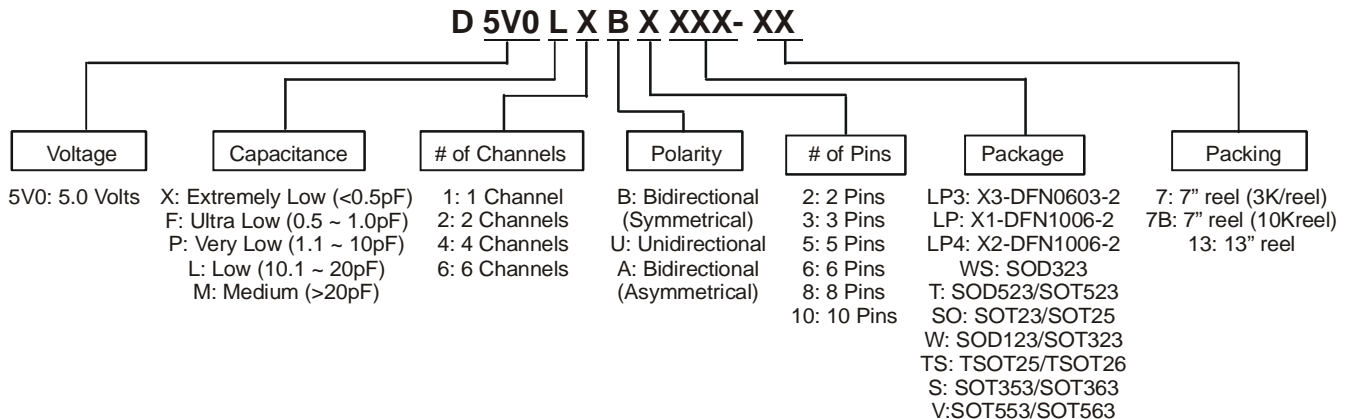 D 5V0 L X B X XXX- XX
Voltage
Capacitance
# of Channels
Polarity
# of Pins
Package
Packing
5V0: 5.0 Volts
X: Extremely Low (<0.5pF)
F: Ultra Low (0.5 ~ 1.0pF)
P: Very Low (1.1 ~ 10pF)
L: Low (10.1 ~ 20pF)
M: Medium (>20pF)
1: 1 Channel
2: 2 Channels
4: 4 Channels
6: 6 Channels
B: Bidirectional
(Symmetrical)
U: Unidirectional
A: Bidirectional
(Asymmetrical)
2: 2 Pins
3: 3 Pins
5: 5 Pins
6: 6 Pins
8: 8 Pins
10: 10 Pins
LP3: X3-DFN0603-2
LP: X1-DFN1006-2
LP4: X2-DFN1006-2
WS: SOD323
T: SOD523/SOT523
SO: SOT23/SOT25
W: SOD123/SOT323
TS: TSOT25/TSOT26
S: SOT353/SOT363
V:SOT553/SOT563
7: 7” reel (3K/reel)
7B: 7” reel (10Kreel)
13: 13” reel